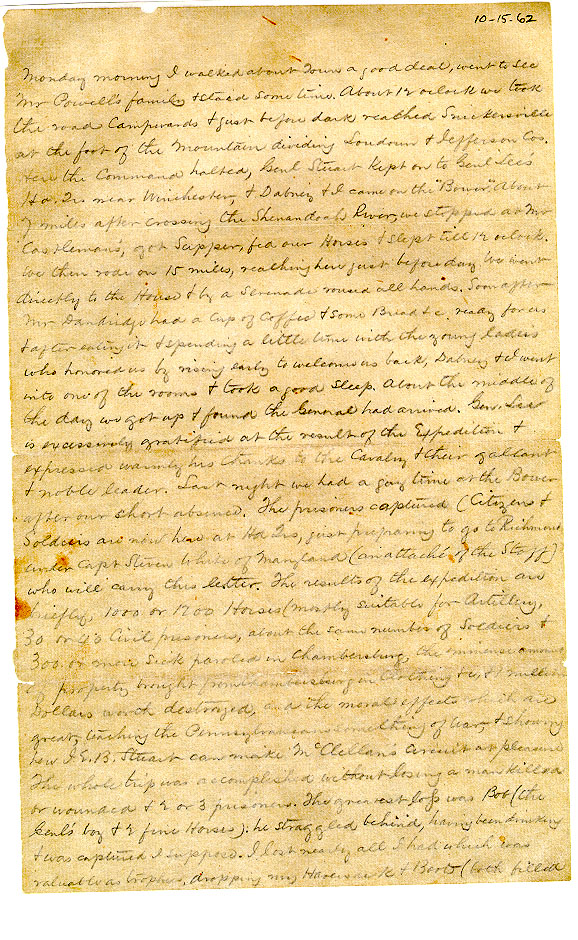 10-15-62
Monday morning I walked about Town a good deal, went to see
Mr Powell's family & staid some time. About 12 oclock we took
the road Campwards & just before dark reached Snickersville
at the foot of the Mountain dividing Loudoun & Jefferson Cos.
Here the Command halted, Genl Stuart kept on to Genl Lee's
Hd. Qr. near Winchester, & Dabney & I came on the "Bower". About
7 miles after crossing the Shenandoah River, we stopped at Mr
Castleman's, got Supper, fed our Horses & slept till 12 oclock.
We then rode on 15 miles, reaching here just before day. We went
directly to the House & by a Serenade roused all hands. Soon after
Mr Dandridge had a Cup of Coffee & some Bread &c, ready for us
& after eating it & spending a little time with the young ladies
who honored us by rising early to welcome us back, Dabney & I went
into one of the rooms & took a good sleep. About the middle of
the day we got up & found the General had arrived. Gen. Lee
is excessively gratified at the result of the Expedition &
expressed warmly his thanks to the Cavalry & their gallant
& noble leader. Last night we had a gay time at the Bower
after our short absence. The prisoners captured (Citizens &
Soldiers are now here at Hd Qrs, just preparing to go to Richmond
under Capt Steven White of Maryland (an attaché of the Staff)
who will carry this letter. The results of the expedition are
briefly, 1000 or 1200 Horses (mostly suitable for Artillery,
30 or 40 Civil prisoners, about the same number of Soldiers &
300 or more Sick paroled in Chambersburg, the immense amount
of property brought from Chambersburg in Clothing &c,
Dollars worth destroyed, and the moral effects which are
great, teaching the Pennsylvanians something of war, & showing
how J. E. B. Stuart can make McClellan's circuit at pleasure
The whole trip was accomplished without losing a man killed
or wounded & 2 or 3 prisoners. The greatest loss was Bob (the
Genl's boy & 2 fine Horses): he straggled behind, having been drinking
& was captured I suppose. I lost nearly all I had which was
valuable as trophies, dropping my Haversack & Boots (both filled